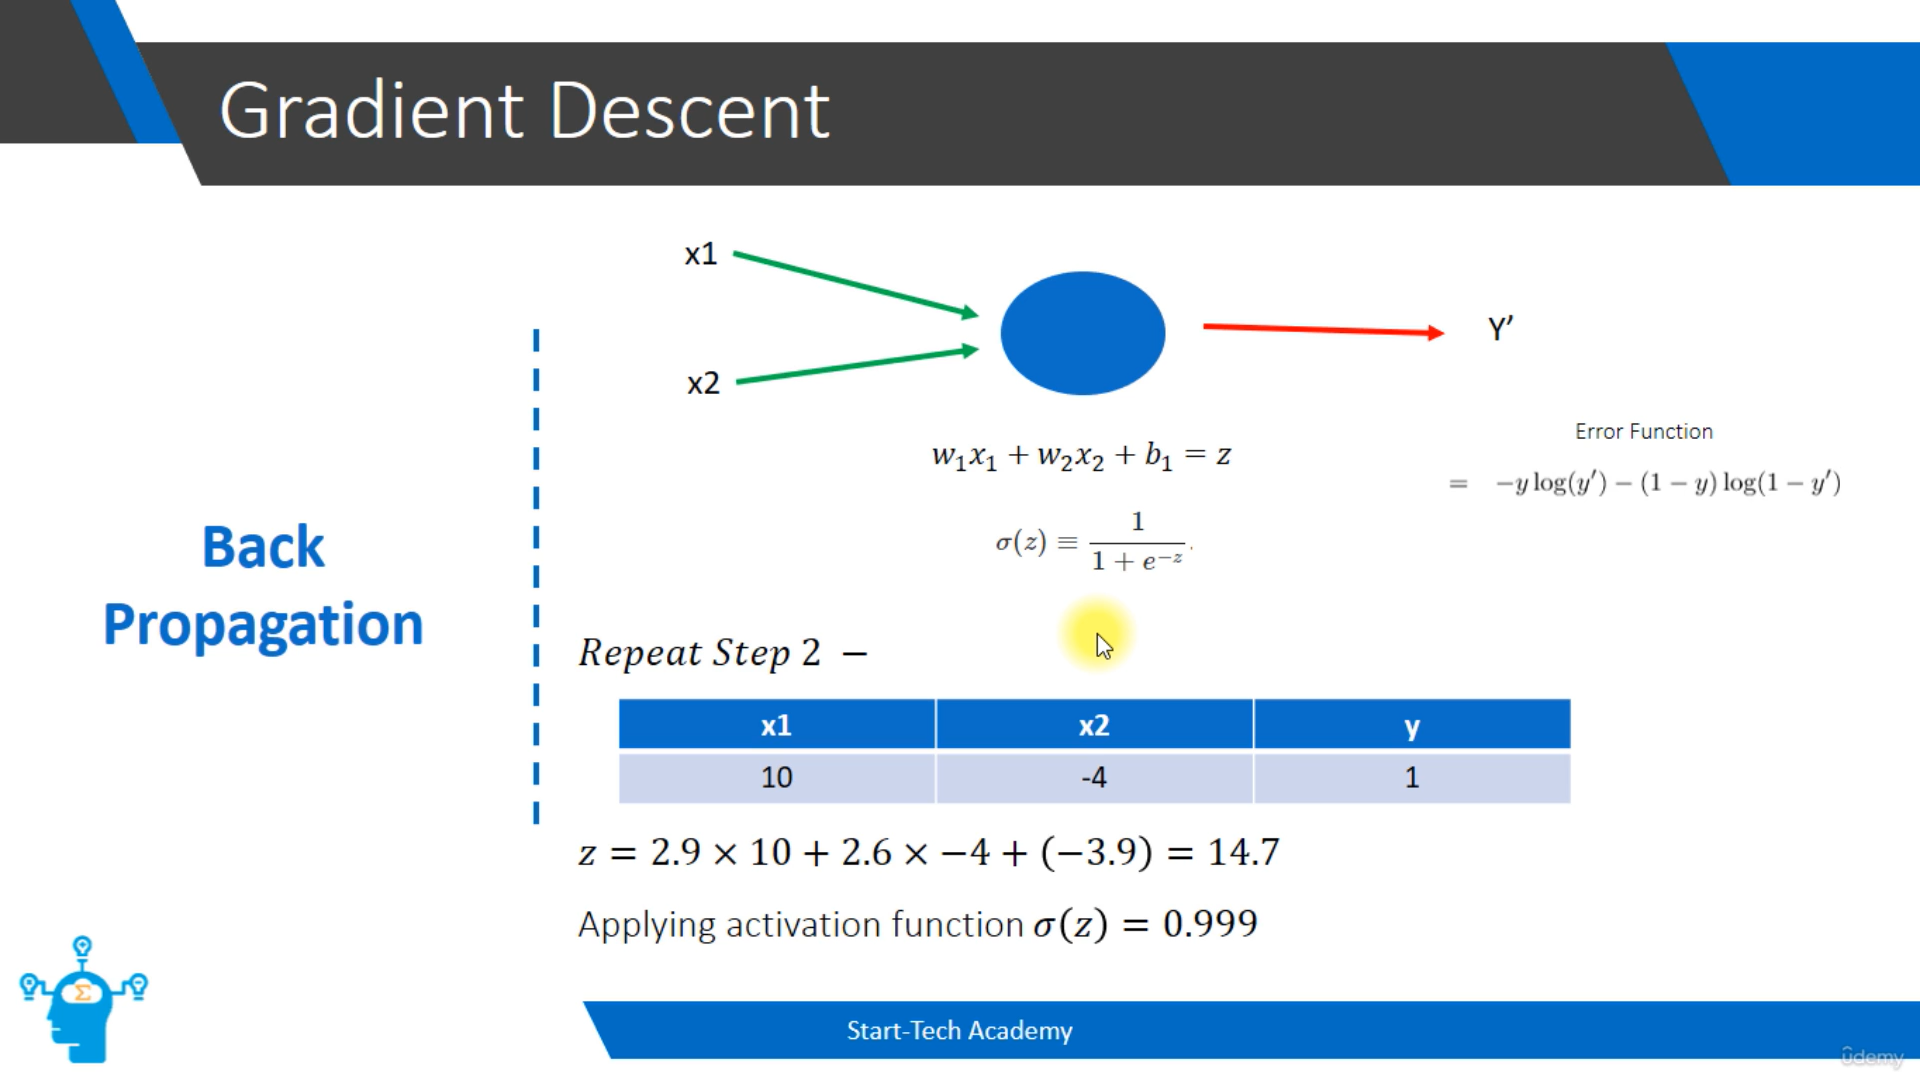 Gradient Descent
x1
x2
Y’
w₁x₁ + w₂x₂ + b₁ = z
Error Function
= −y log(y′) − (1 − y) log(1 − y′)
σ(z) ≡ 1 / (1 + e⁻ᶻ).
Back
Propagation
Repeat Step 2 −
x1 x2 y
10 -4 1
z = 2.9 × 10 + 2.6 × −4 + (−3.9) = 14.7
Applying activation function σ(z) = 0.999
Σ
Start-Tech Academy
ûdemy